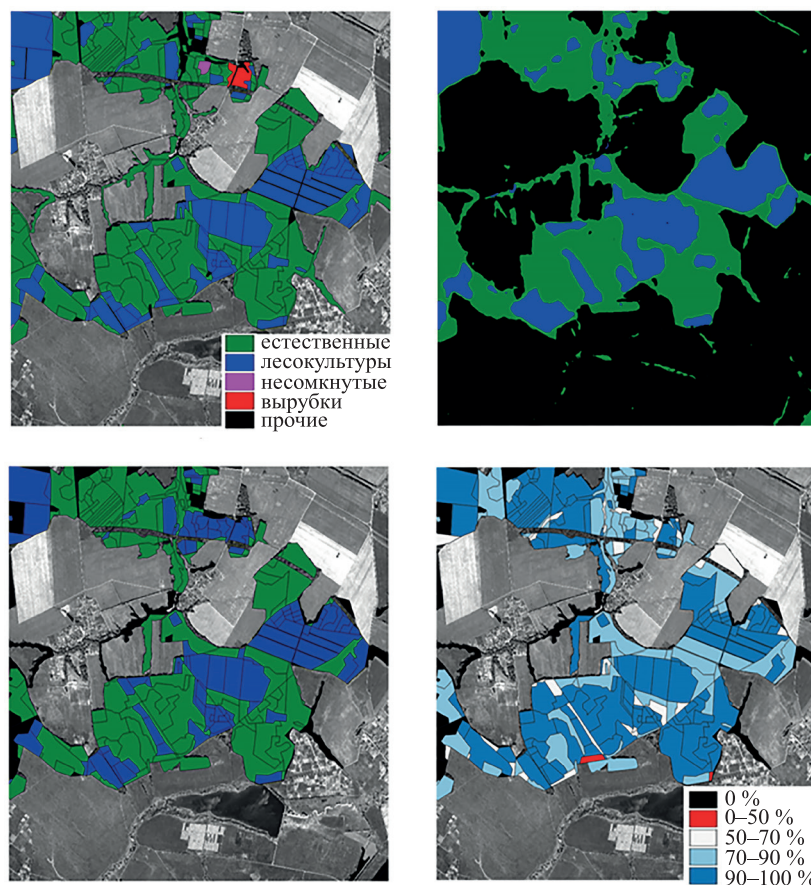 естественные
лесокультуры
несомкнутые
вырубки
прочие
0 %
0–50 %
50–70 %
70–90 %
90–100 %